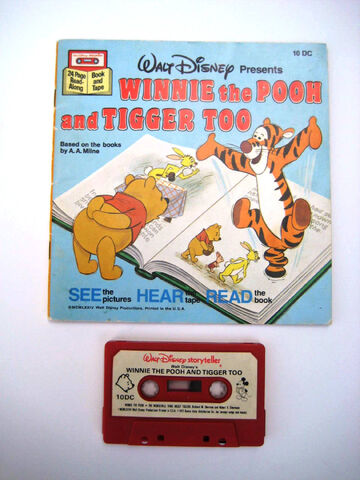 10 DC
24 Page Read-Along
Book and Tape
Walt Disney Presents
WINNIE the POOH
and TIGGER TOO
Based on the books
by A. A. Milne
SEE the pictures HEAR the tape READ the book
©MCMLXXIV Walt Disney Productions. Printed in the U.S.A.
Walt Disney storyteller
Walt Disney's
WINNIE THE POOH AND TIGGER TOO
10DC